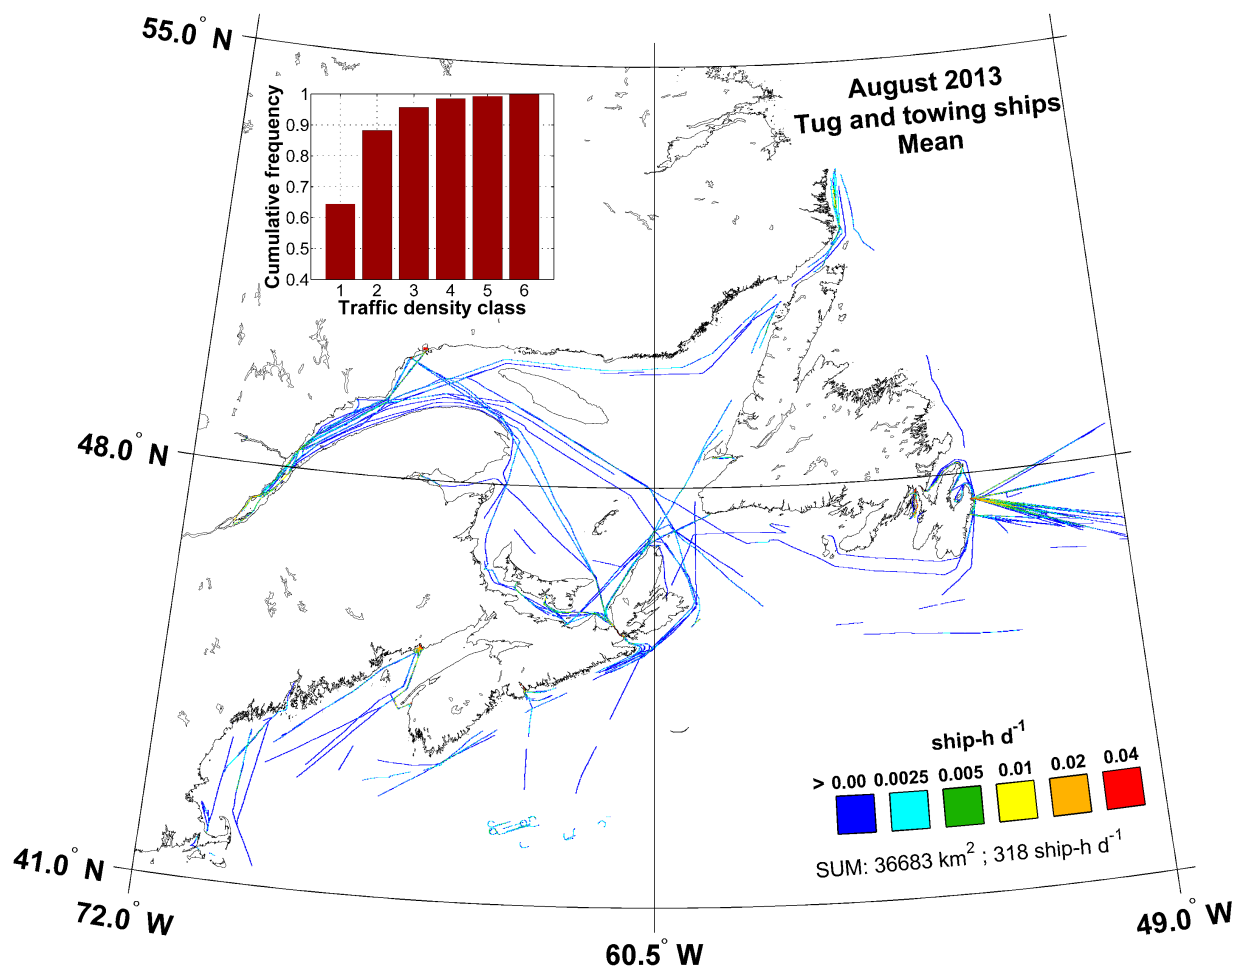 55.0° N
August 2013
Tug and towing ships
Mean
Cumulative frequency
1
0.9
0.8
0.7
0.6
0.5
0.4
1 2 3 4 5 6
Traffic density class
48.0° N
ship-h d-1
> 0.00 0.0025 0.005 0.01 0.02 0.04
SUM: 36683 km2 ; 318 ship-h d-1
41.0° N
72.0° W
60.5° W
49.0° W